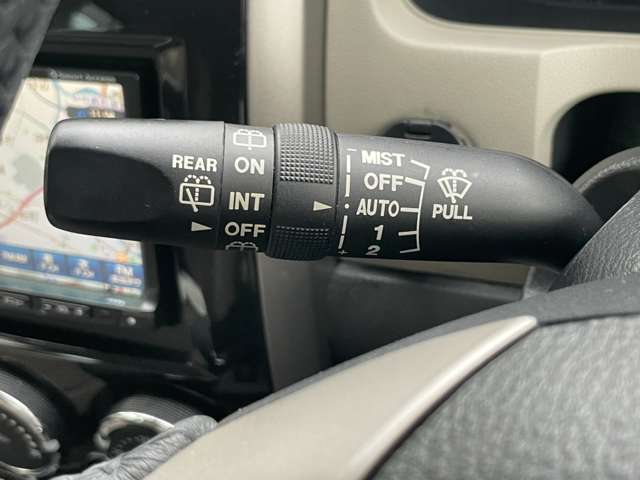 REAR
ON
INT
OFF
MIST
OFF
AUTO
1
2
PULL